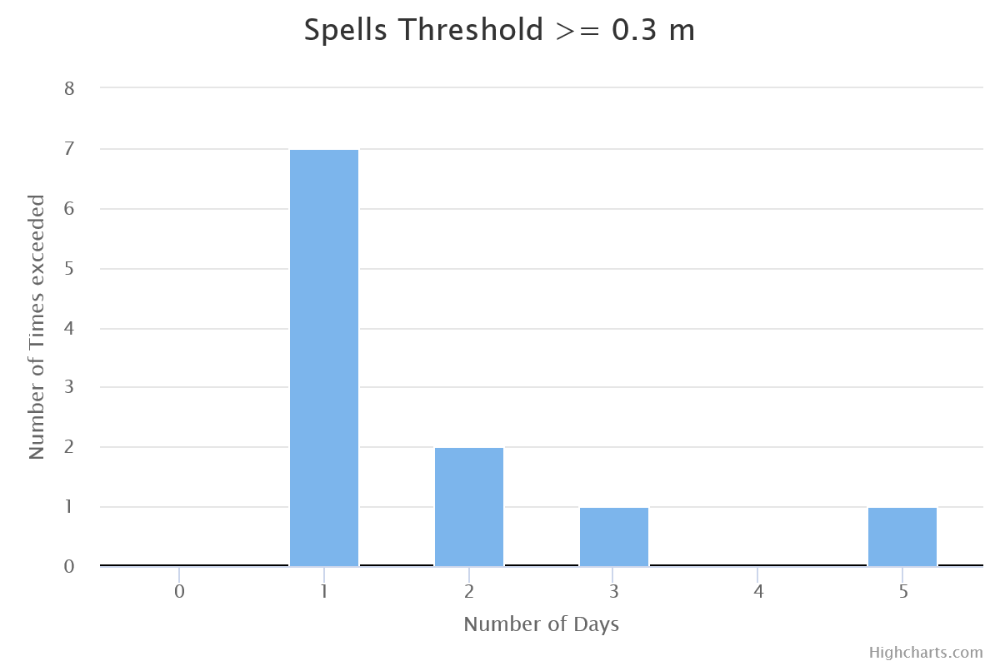 Spells Threshold >= 0.3 m
8
7
6
5
4
3
2
1
0
Number of Times exceeded
0 1 2 3 4 5
Number of Days
Highcharts.com